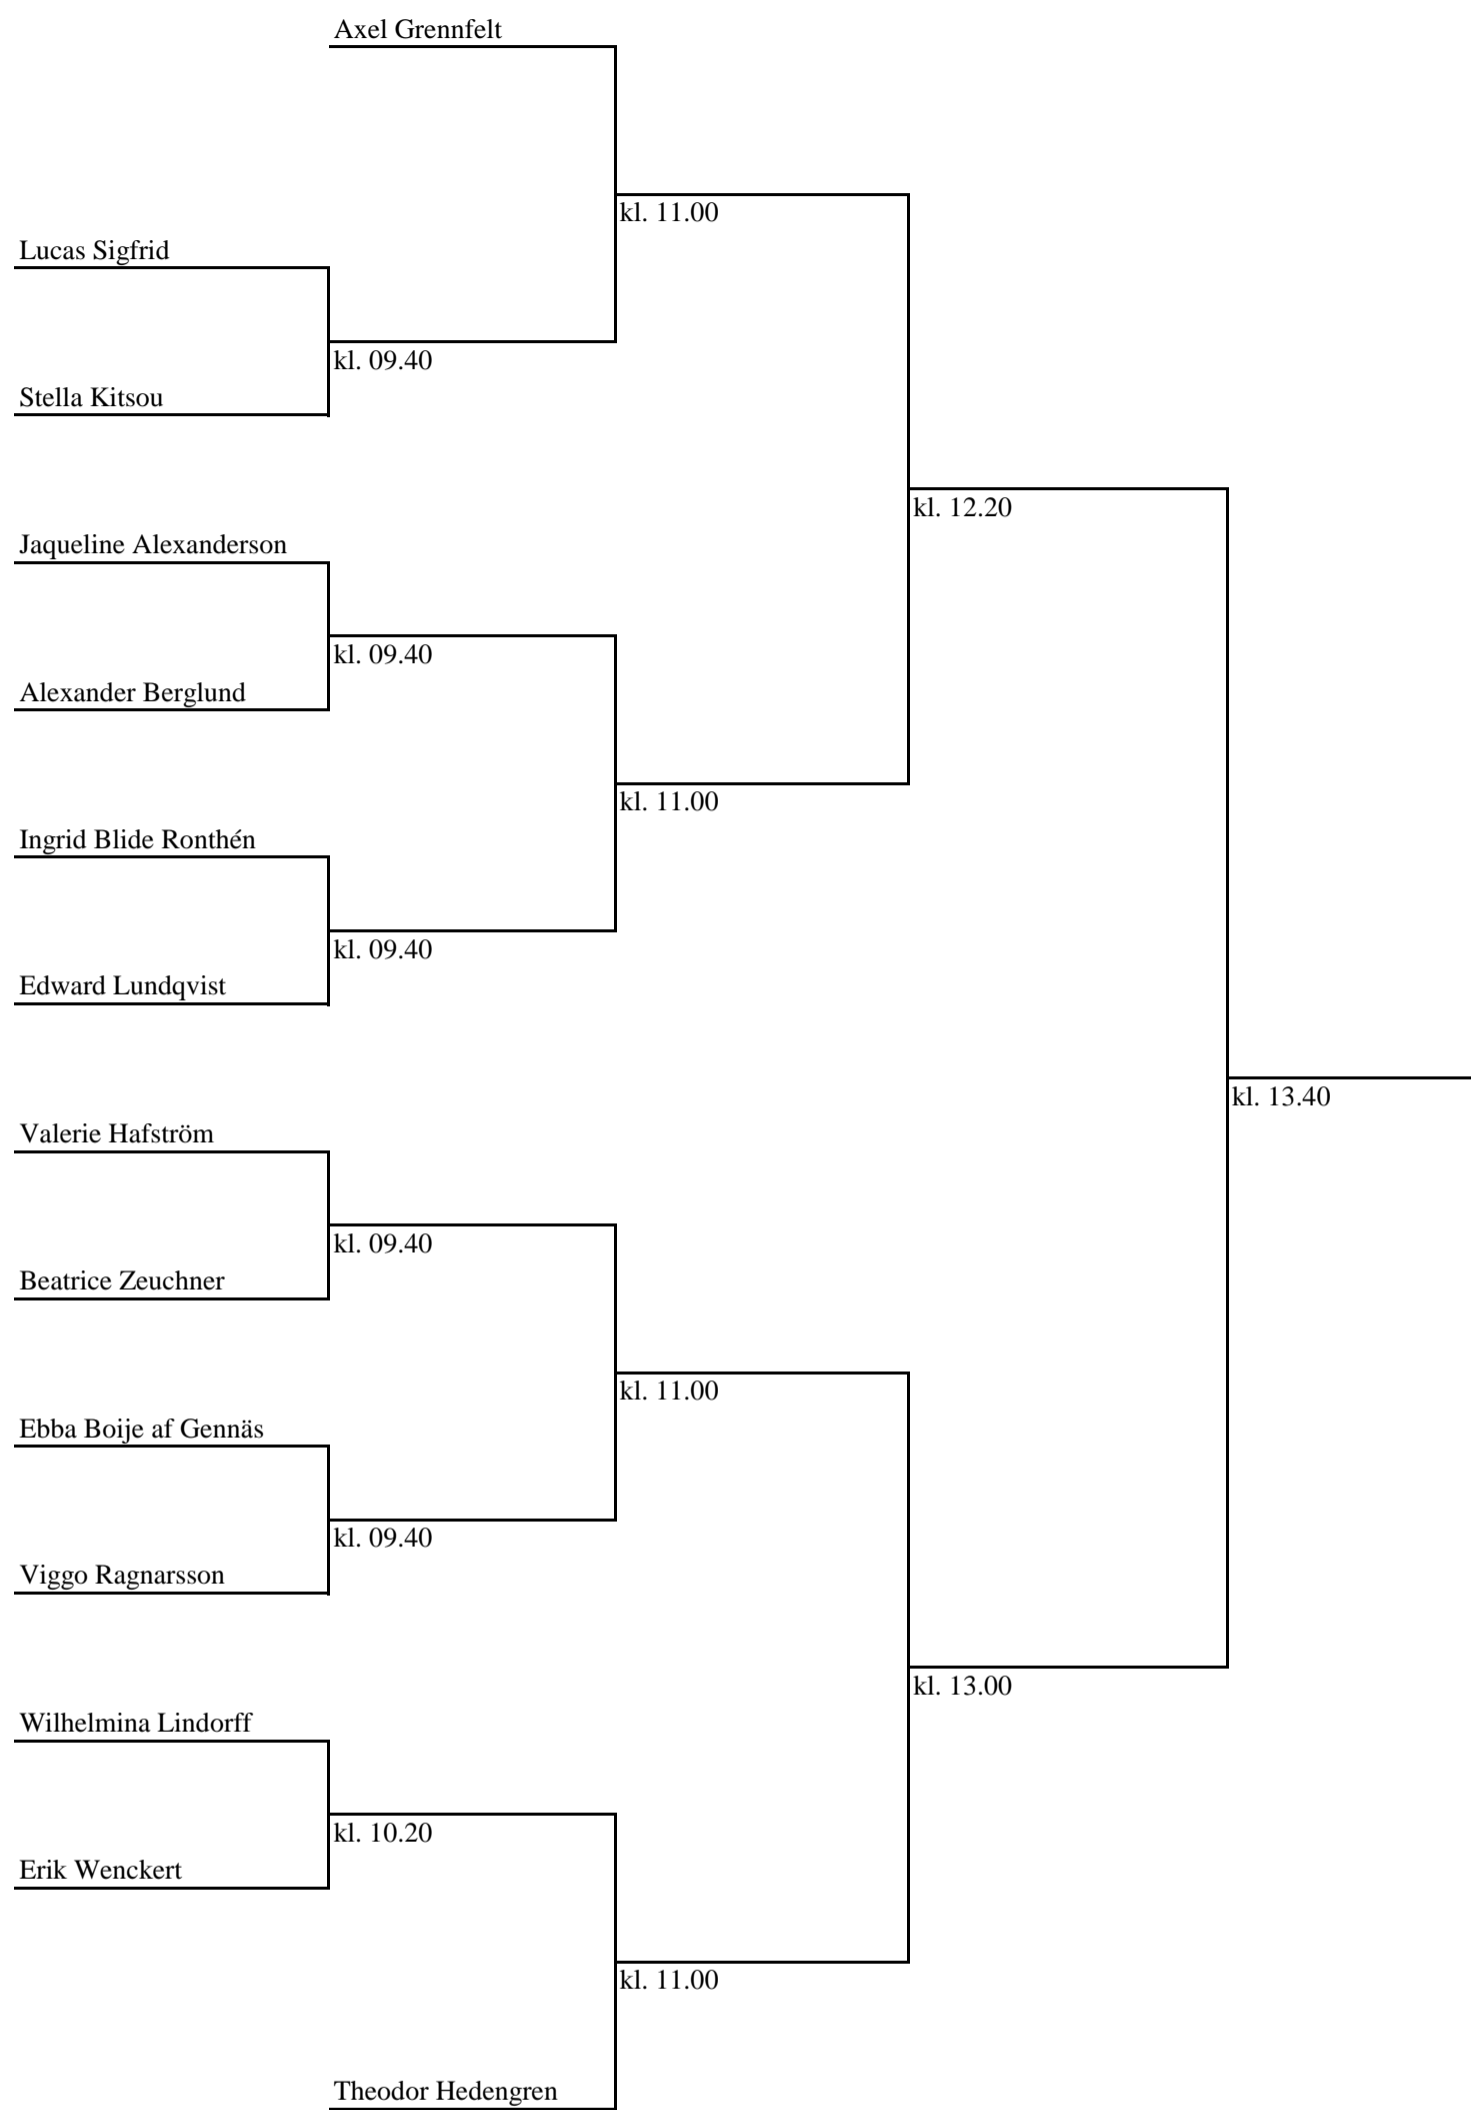 Axel Grennfelt
kl. 11.00
Lucas Sigfrid
kl. 09.40
Stella Kitsou
kl. 12.20
Jaqueline Alexanderson
kl. 09.40
Alexander Berglund
kl. 11.00
Ingrid Blide Ronthén
kl. 09.40
Edward Lundqvist
kl. 13.40
Valerie Hafström
kl. 09.40
Beatrice Zeuchner
kl. 11.00
Ebba Boije af Gennäs
kl. 09.40
Viggo Ragnarsson
kl. 13.00
Wilhelmina Lindorff
kl. 10.20
Erik Wenckert
kl. 11.00
Theodor Hedengren